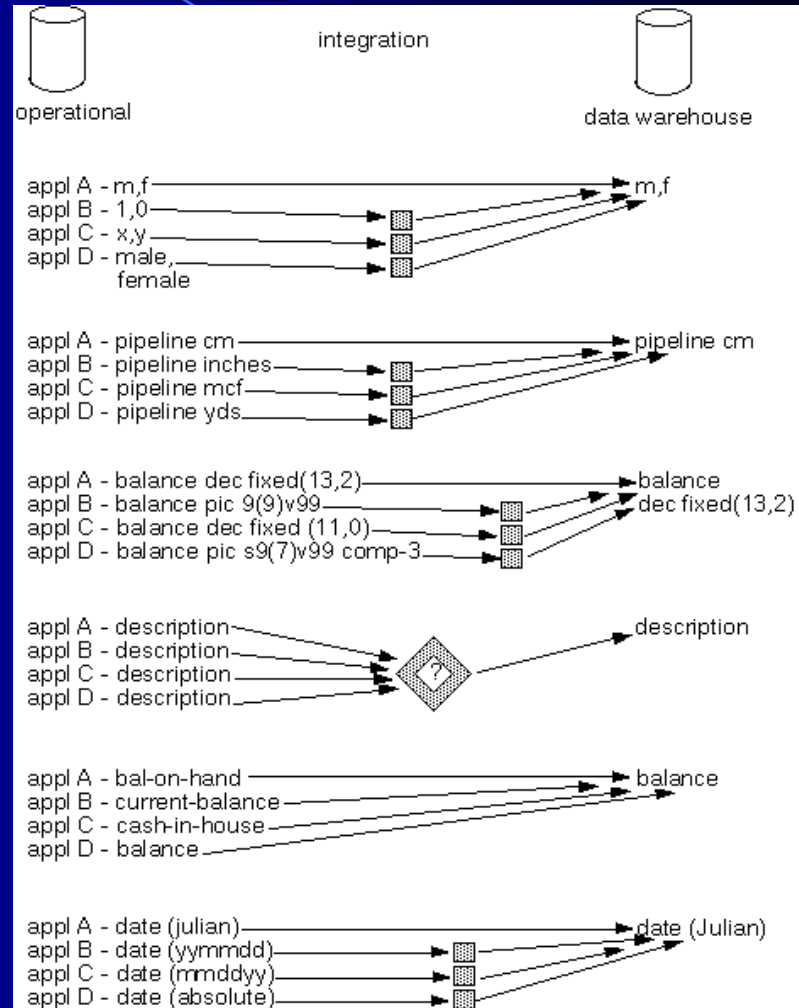 integration
operational
data warehouse
appl A - m,f
m,f
appl B - 1,0
appl C - x,y
appl D - male,
female
appl A - pipeline cm
pipeline cm
appl B - pipeline inches
appl C - pipeline mcf
appl D - pipeline yds
appl A - balance dec fixed(13,2)
balance
appl B - balance pic 9(9)v99
dec fixed(13,2)
appl C - balance dec fixed (11,0)
appl D - balance pic s9(7)v99 comp-3
appl A - description
description
appl B - description
?
appl C - description
appl D - description
appl A - bal-on-hand
balance
appl B - current-balance
appl C - cash-in-house
appl D - balance
appl A - date (julian)
date (Julian)
appl B - date (yymmdd)
appl C - date (mmddyy)
appl D - date (absolute)